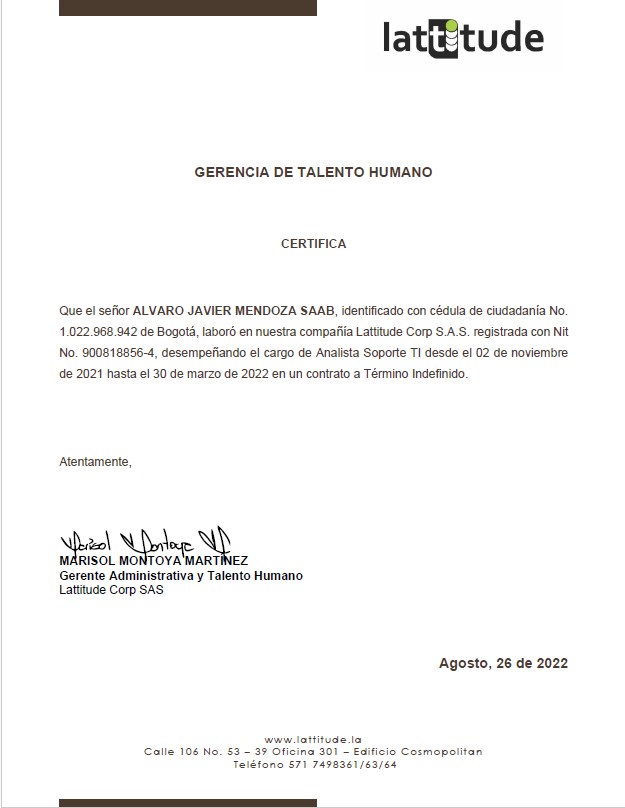 lattitude
GERENCIA DE TALENTO HUMANO
CERTIFICA
Que el señor ALVARO JAVIER MENDOZA SAAB, identificado con cédula de ciudadanía No.
1.022.968.942 de Bogotá, laboró en nuestra compañía Lattitude Corp S.A.S. registrada con Nit
No. 900818856-4, desempeñando el cargo de Analista Soporte TI desde el 02 de noviembre
de 2021 hasta el 30 de marzo de 2022 en un contrato a Término Indefinido.
Atentamente,
Marisol Montoya M
MARISOL MONTOYA MARTÍNEZ
Gerente Administrativa y Talento Humano
Lattitude Corp SAS
Agosto, 26 de 2022
www.lattitude.la
Calle 106 No. 53 – 39 Oficina 301 – Edificio Cosmopolitan
Teléfono 571 7498361/63/64